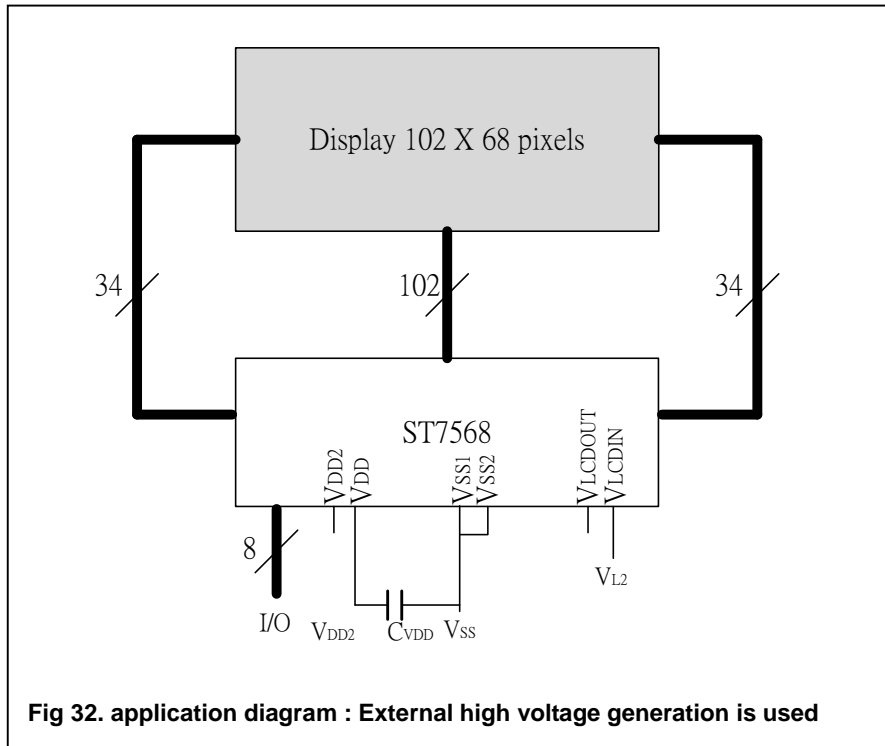 Display 102 X 68 pixels
34
102
34
ST7568
VDD2
VDD
VSS1
VSS2
VLCDOUT
VLCDIN
8
VL2
I/O
VDD2
CVDD
VSS
Fig 32. application diagram : External high voltage generation is used